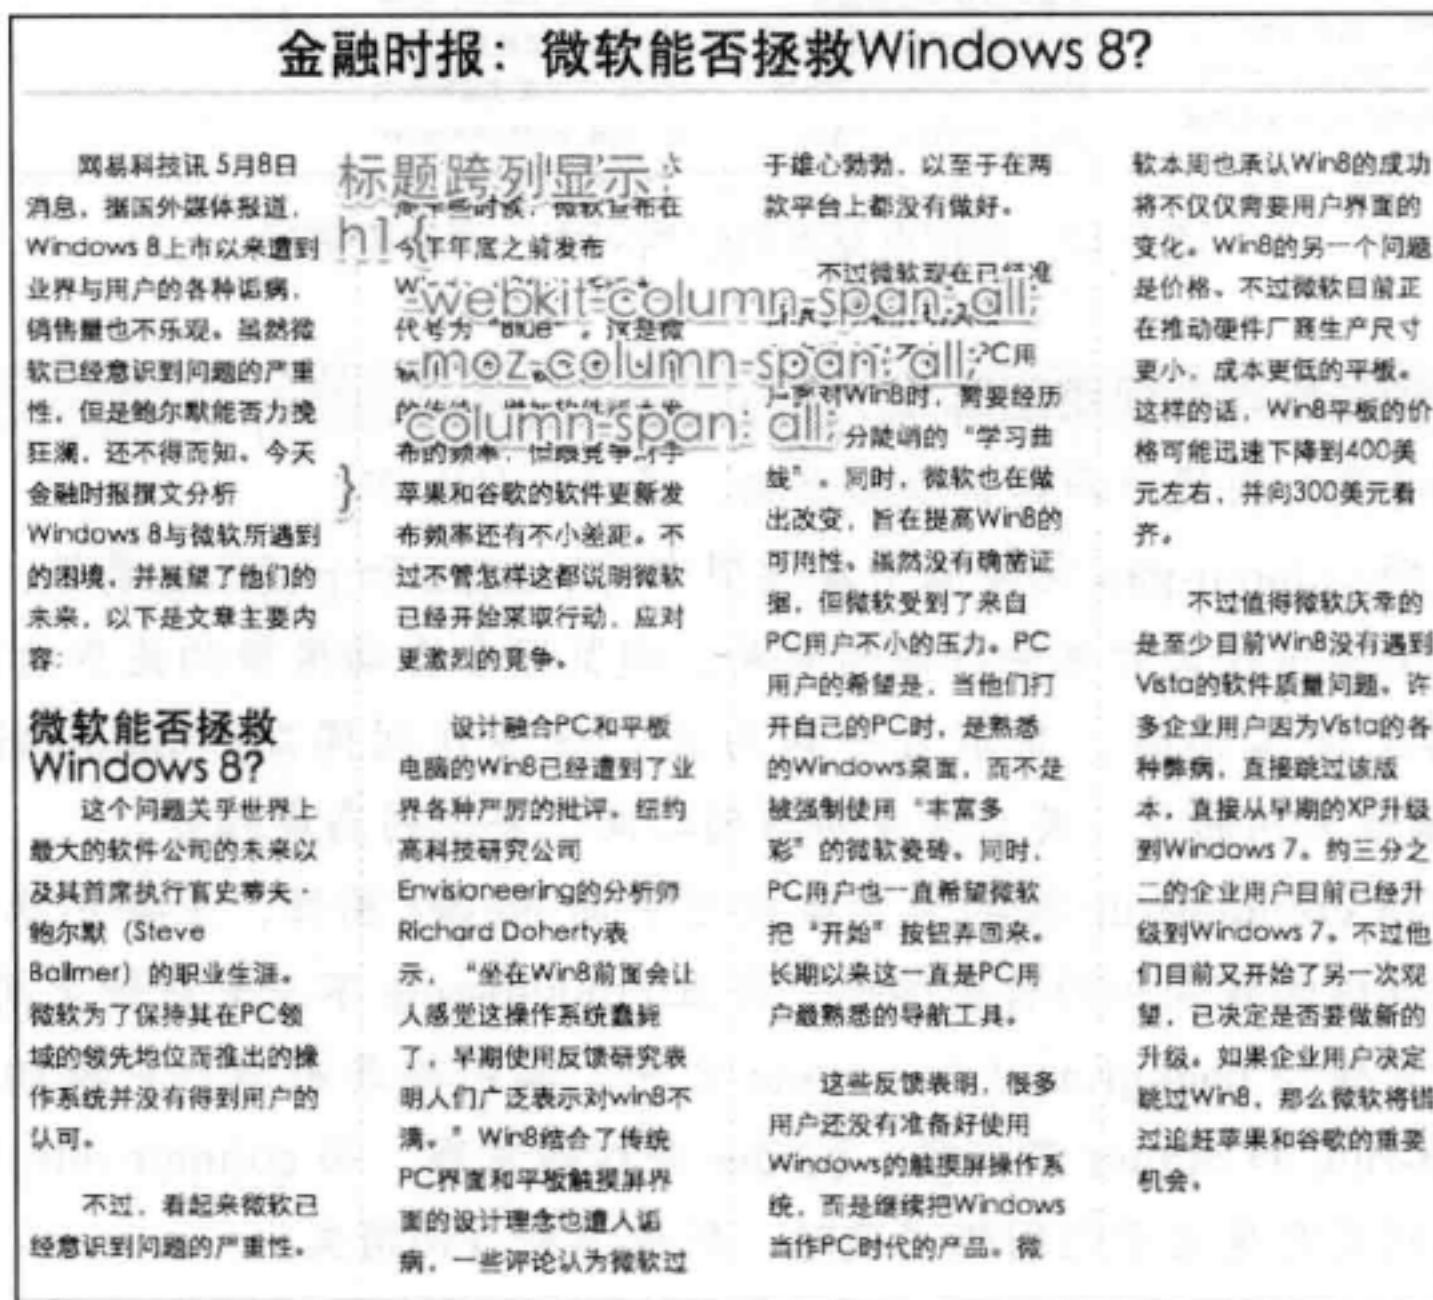 金融时报：微软能否拯救Windows 8?
网易科技讯 5月8日
消息，据国外媒体报道，
Windows 8上市以来遭到
业界与用户的各种诟病，
销售量也不乐观。虽然微
软已经意识到问题的严重
性，但是鲍尔默能否力挽
狂澜，还不得而知。今天
金融时报撰文分析
Windows 8与微软所遇到
的困境，并展望了他们的
未来，以下是文章主要内
容：
微软能否拯救
Windows 8?
这个问题关乎世界上
最大的软件公司的未来以
及其首席执行官史蒂夫·
鲍尔默（Steve
Ballmer）的职业生涯。
微软为了保持其在PC领
域的领先地位而推出的操
作系统并没有得到用户的
认可。
不过，看起来微软已
经意识到问题的严重性。
标题跨列显示：
h1 {
-webkit-column-span: all;
-moz-column-span: all;
column-span: all;
}
周早些时候，微软宣布在
今年年底之前发布
代号为“Blue”。这是微
布的频率，但跟竞争对手
苹果和谷歌的软件更新发
布频率还有不小差距。不
过不管怎样这都说明微软
已经开始采取行动，应对
更激烈的竞争。
设计融合PC和平板
电脑的Win8已经遭到了业
界各种严厉的批评。纽约
高科技研究公司
Envisioneering的分析师
Richard Doherty表
示，“坐在Win8前面会让
人感觉这操作系统蠢毙
了，早期使用反馈研究表
明人们广泛表示对win8不
满。”Win8结合了传统
PC界面和平板触摸屏界
面的设计理念也遭人诟
病，一些评论认为微软过
于雄心勃勃，以至于在两
款平台上都没有做好。
不过微软现在已经准
PC用
户面对Win8时，需要经历
分陡峭的“学习曲
线”。同时，微软也在做
出改变，旨在提高Win8的
可用性。虽然没有确凿证
据，但微软受到了来自
PC用户不小的压力。PC
用户的希望是，当他们打
开自己的PC时，是熟悉
的Windows桌面，而不是
被强制使用“丰富多
彩”的微软瓷砖。同时，
PC用户也一直希望微软
把“开始”按钮弄回来。
长期以来这一直是PC用
户最熟悉的导航工具。
这些反馈表明，很多
用户还没有准备好使用
Windows的触摸屏操作系
统，而是继续把Windows
当作PC时代的产品。微
软本周也承认Win8的成功
将不仅仅需要用户界面的
变化。Win8的另一个问题
是价格。不过微软目前正
在推动硬件厂商生产尺寸
更小，成本更低的平板。
这样的话，Win8平板的价
格可能迅速下降到400美
元左右，并向300美元看
齐。
不过值得微软庆幸的
是至少目前Win8没有遇到
Vista的软件质量问题。许
多企业用户因为Vista的各
种弊病，直接跳过该版
本，直接从早期的XP升级
到Windows 7。约三分之
二的企业用户目前已经升
级到Windows 7。不过他
们目前又开始了另一次观
望，已决定是否要做新的
升级。如果企业用户决定
跳过Win8，那么微软将错
过追赶苹果和谷歌的重要
机会。